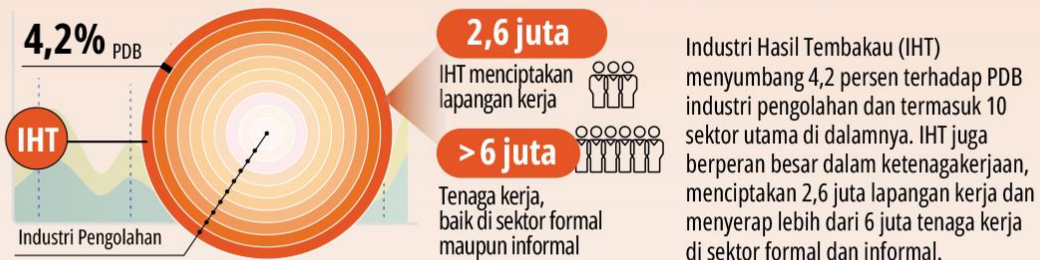 4,2% PDB
IHT
Industri Pengolahan
2,6 juta
IHT menciptakan
lapangan kerja
>6 juta
Tenaga kerja,
baik di sektor formal
maupun informal
Industri Hasil Tembakau (IHT)
menyumbang 4,2 persen terhadap PDB
industri pengolahan dan termasuk 10
sektor utama di dalamnya. IHT juga
berperan besar dalam ketenagakerjaan,
menciptakan 2,6 juta lapangan kerja dan
menyerap lebih dari 6 juta tenaga kerja
di sektor formal dan informal.